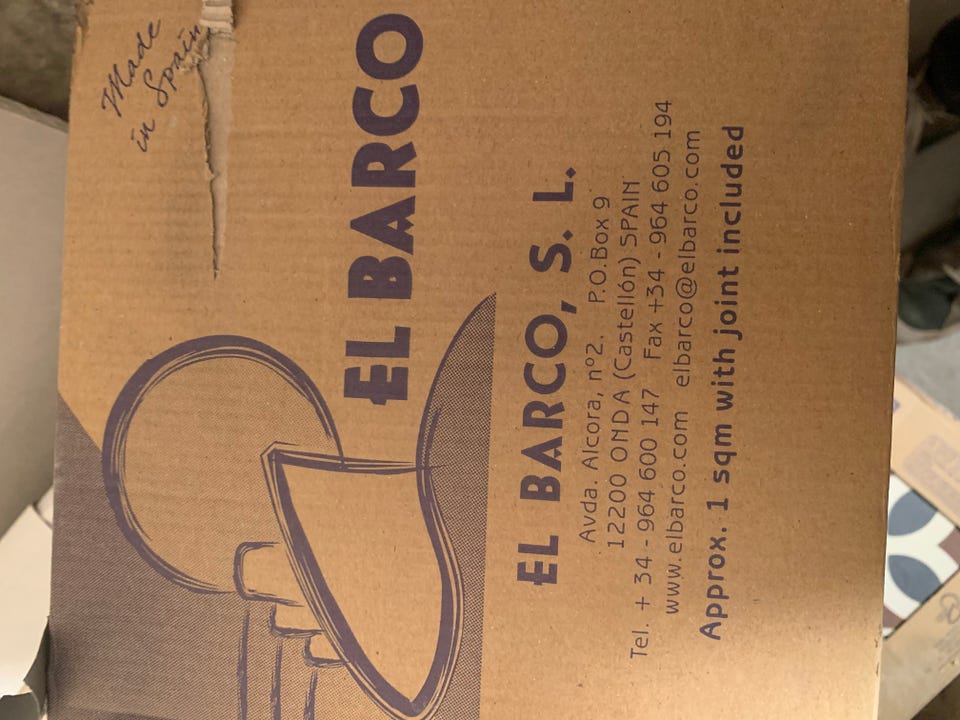 Made
in Spain
EL BARCO
EL BARCO, S. L.
Avda. Alcora, nº2. P.O.Box 9
12200 ONDA (Castellón) SPAIN
Tel. + 34 - 964 600 147 Fax +34 - 964 605 194
www.elbarco.com elbarco@elbarco.com
Approx. 1 sqm with joint included